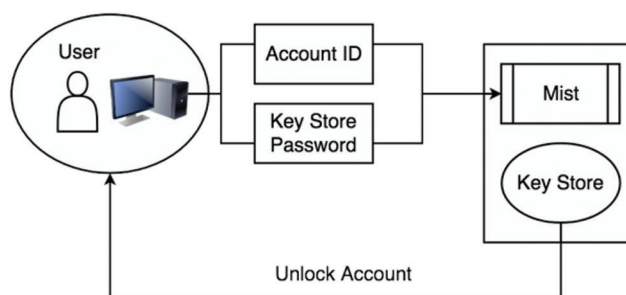 User
Account ID
Key Store
Password
Mist
Key Store
Unlock Account